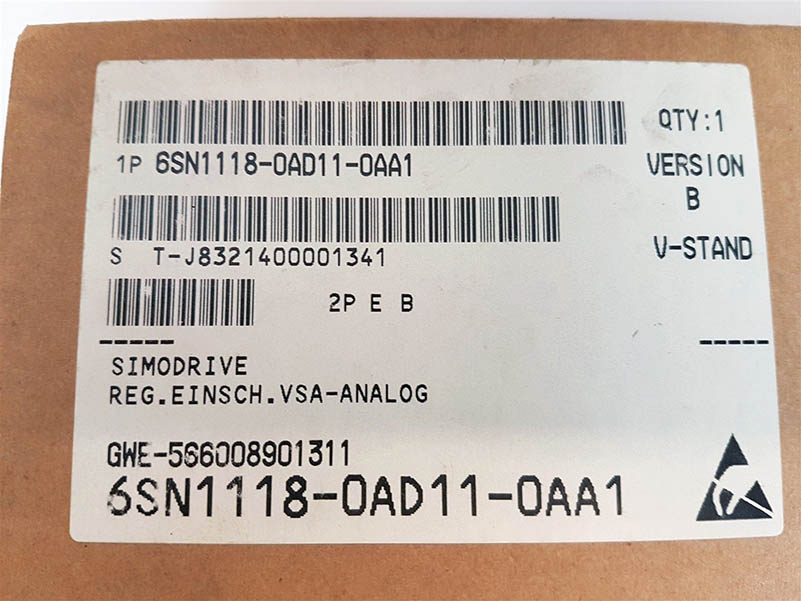 QTY:1
1P 6SN1118-0AD11-0AA1
VERSION
B
S T-J8321400001341
V-STAND
2P E B
SIMODRIVE
REG.EINSCH.VSA-ANALOG
GWE-566008901311
6SN1118-0AD11-0AA1